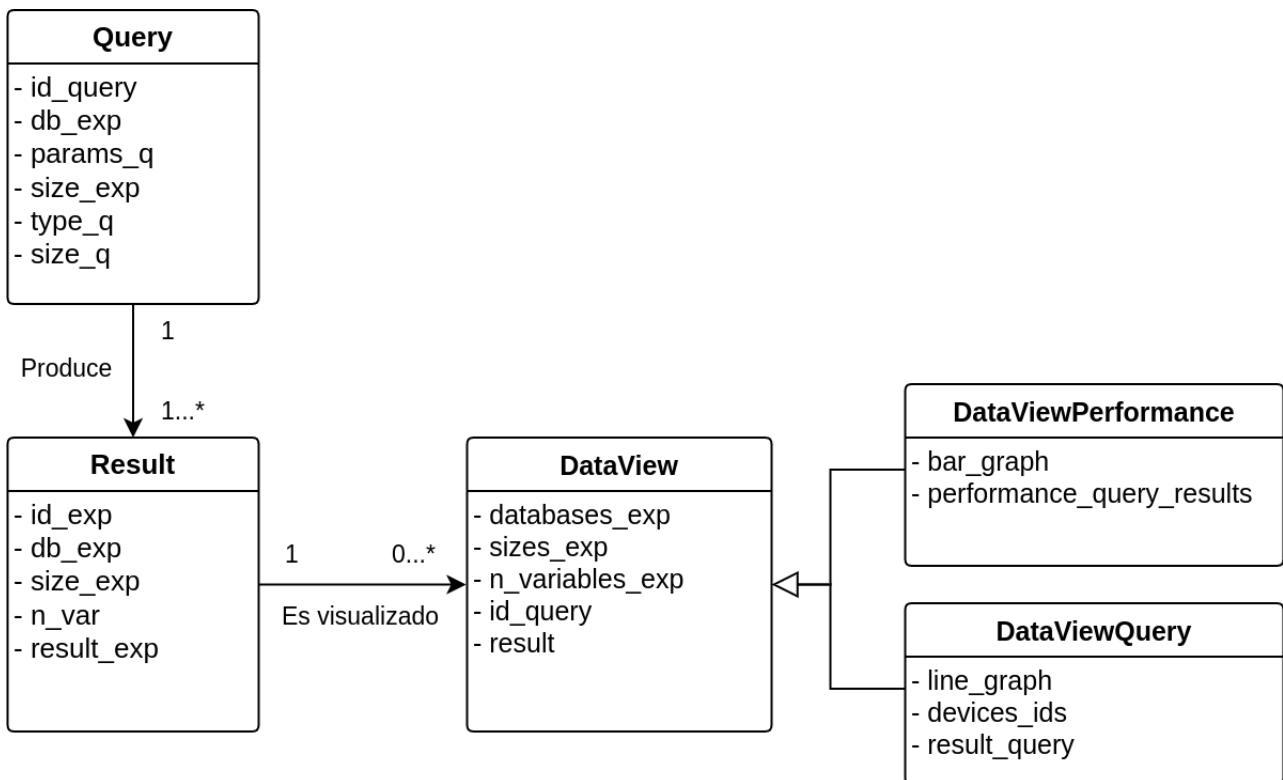 Query
- id_query
- db_exp
- params_q
- size_exp
- type_q
- size_q
1
Produce
1...*
Result
- id_exp
- db_exp
- size_exp
- n_var
- result_exp
1
0...*
Es visualizado
DataView
- databases_exp
- sizes_exp
- n_variables_exp
- id_query
- result
DataViewPerformance
- bar_graph
- performance_query_results
DataViewQuery
- line_graph
- devices_ids
- result_query